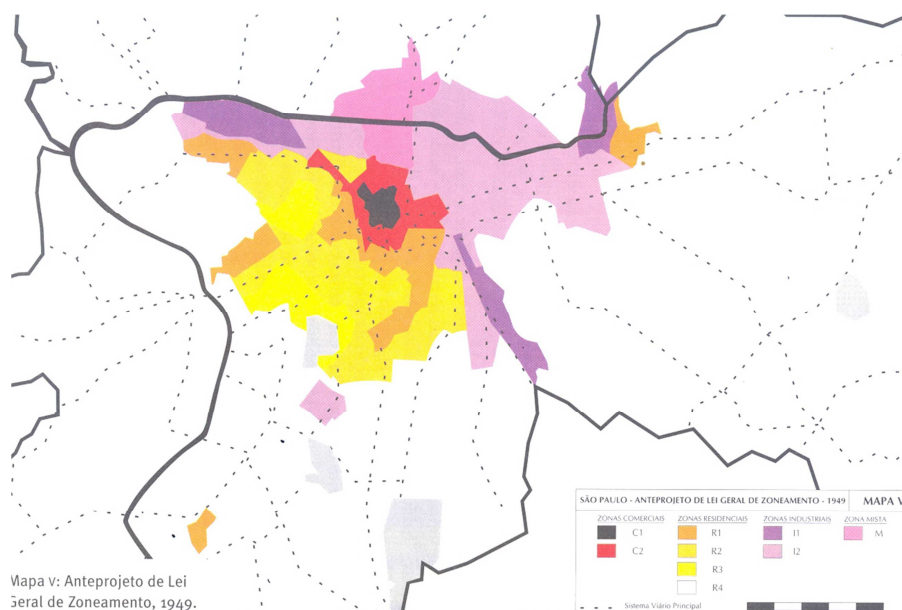 SÃO PAULO - ANTEPROJETO DE LEI GERAL DE ZONEAMENTO - 1949 MAPA V
ZONAS COMERCIAIS ZONAS RESIDENCIAIS ZONAS INDUSTRIAIS ZONA MISTA
C1 R1 I1 M
C2 R2 I2
R3
R4
Sistema Viário Principal
Mapa V: Anteprojeto de Lei
Geral de Zoneamento, 1949.